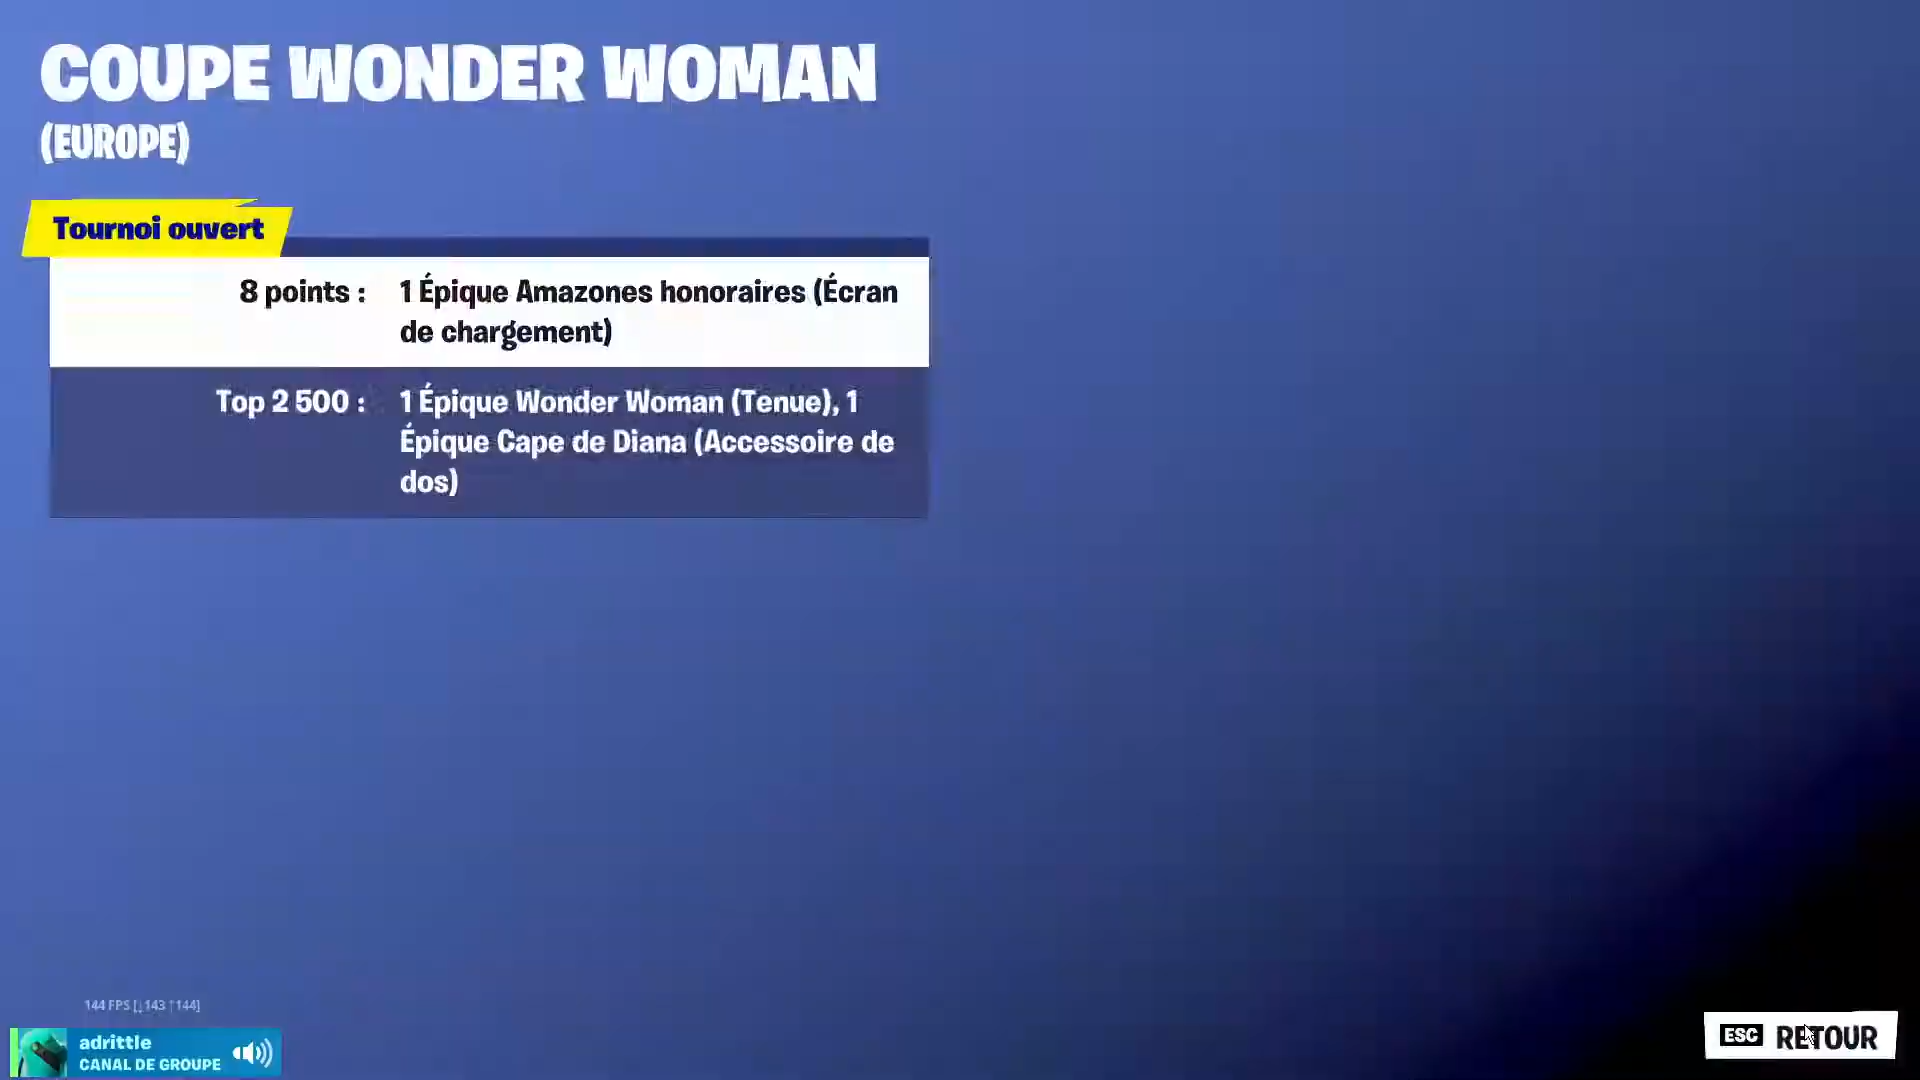 COUPE WONDER WOMAN
(EUROPE)
Tournoi ouvert
8 points : 1 Épique Amazones honoraires (Écran
de chargement)
Top 2 500 : 1 Épique Wonder Woman (Tenue), 1
Épique Cape de Diana (Accessoire de
dos)
144 FPS [↓143 ↑144]
adrittle
CANAL DE GROUPE
ESC RETOUR